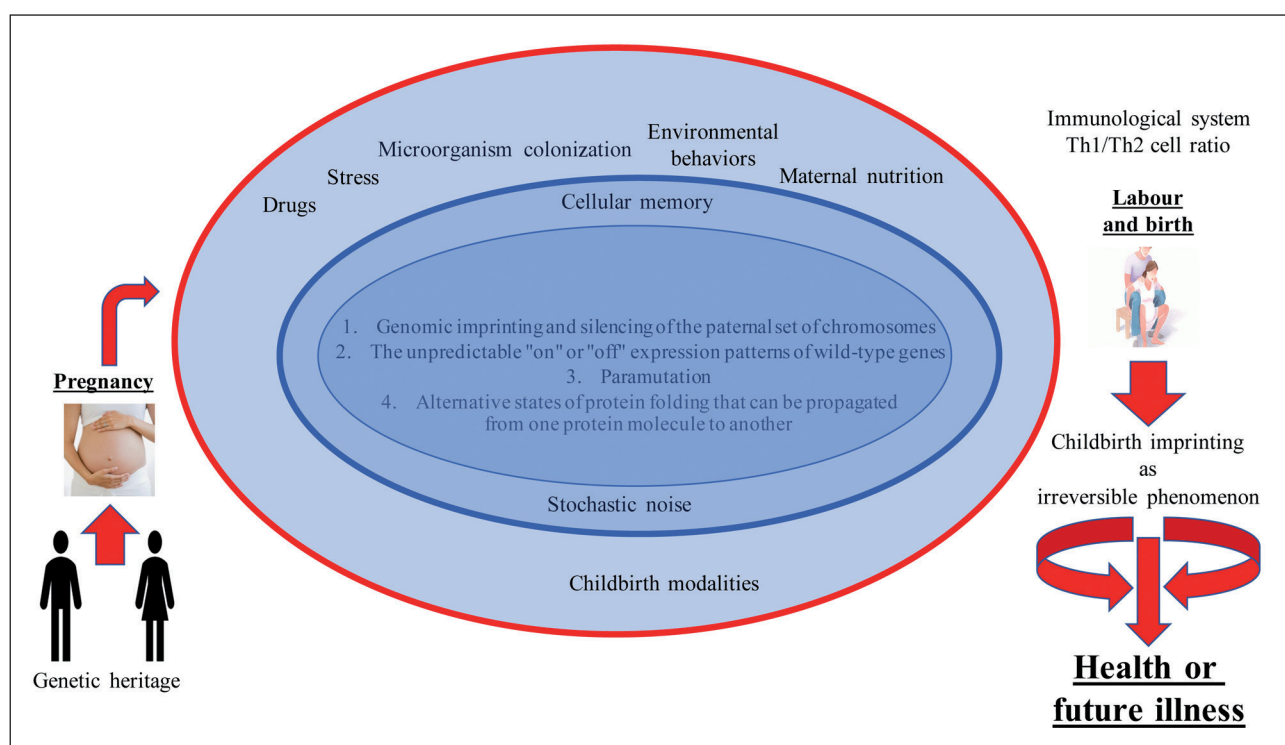 Genetic heritage
Pregnancy
Drugs
Stress
Microorganism colonization
Environmental
behaviors
Maternal nutrition
Cellular memory
1. Genomic imprinting and silencing of the paternal set of chromosomes
2. The unpredictable "on" or "off" expression patterns of wild-type genes
3. Paramutation
4. Alternative states of protein folding that can be propagated
from one protein molecule to another
Stochastic noise
Childbirth modalities
Immunological system
Th1/Th2 cell ratio
Labour
and birth
Childbirth imprinting
as
irreversible phenomenon
Health or
future illness